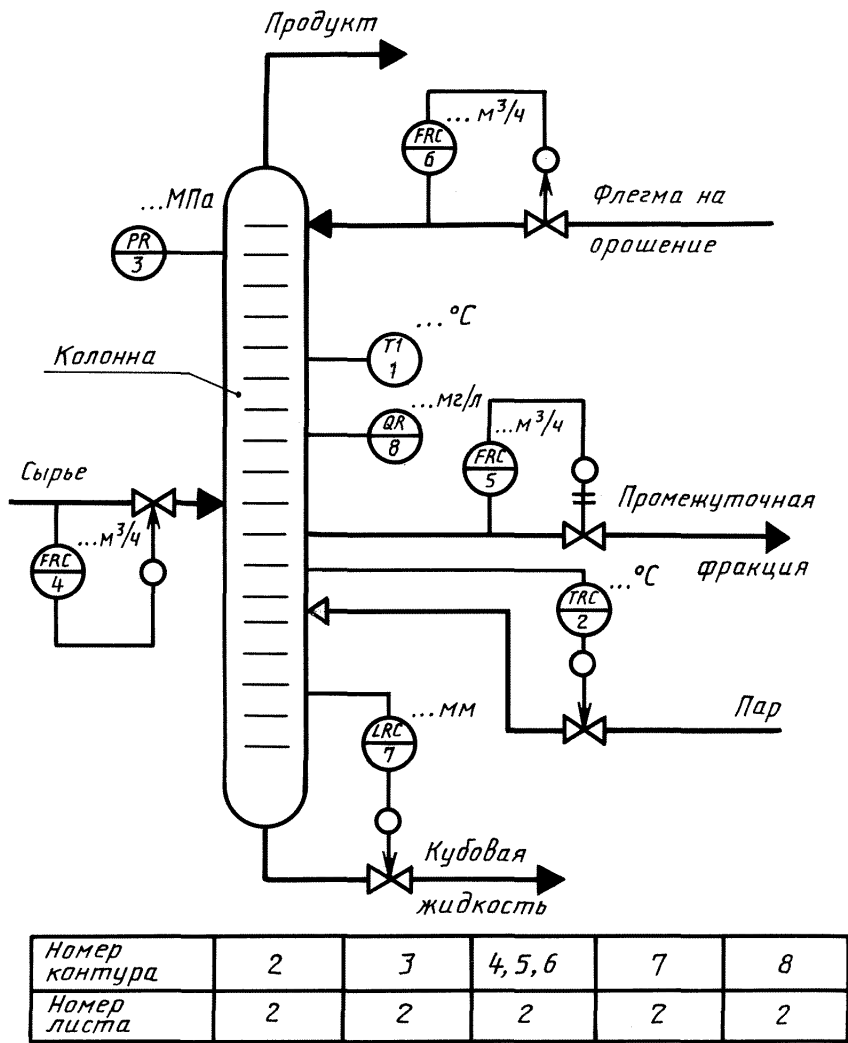 Продукт
...м³/ч
FRC
6
...МПа
Флегма на
орошение
PR
3
...°C
T1
1
Колонна
...мг/л
QR
8
...м³/ч
FRC
5
Сырье
Промежуточная
фракция
...м³/ч
FRC
4
...°C
TRC
2
...мм
LRC
7
Пар
Кубовая
жидкость
Номер контура 2 3 4,5,6 7 8
Номер листа 2 2 2 2 2